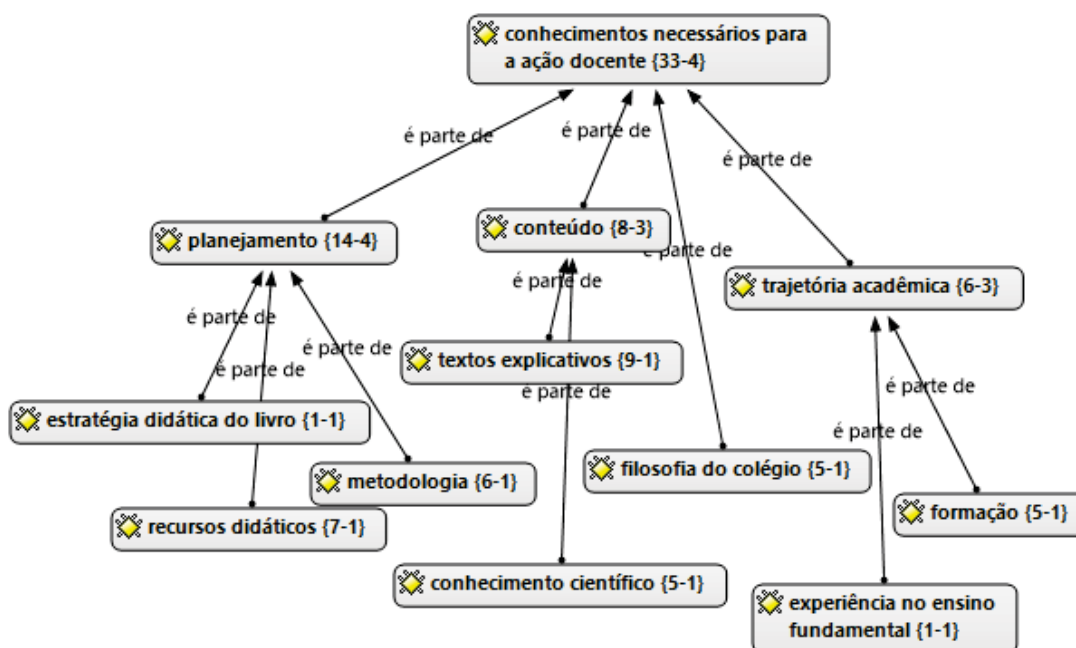 conhecimentos necessários para
a ação docente {33-4}
é parte de
é parte de
é parte de
é parte de
planejamento {14-4}
conteúdo {8-3}
trajetória acadêmica {6-3}
é parte de
é parte de
é parte de
é parte de
é parte de
é parte de
é parte de
textos explicativos {9-1}
estratégia didática do livro {1-1}
metodologia {6-1}
filosofia do colégio {5-1}
recursos didáticos {7-1}
formação {5-1}
conhecimento científico {5-1}
experiência no ensino
fundamental {1-1}